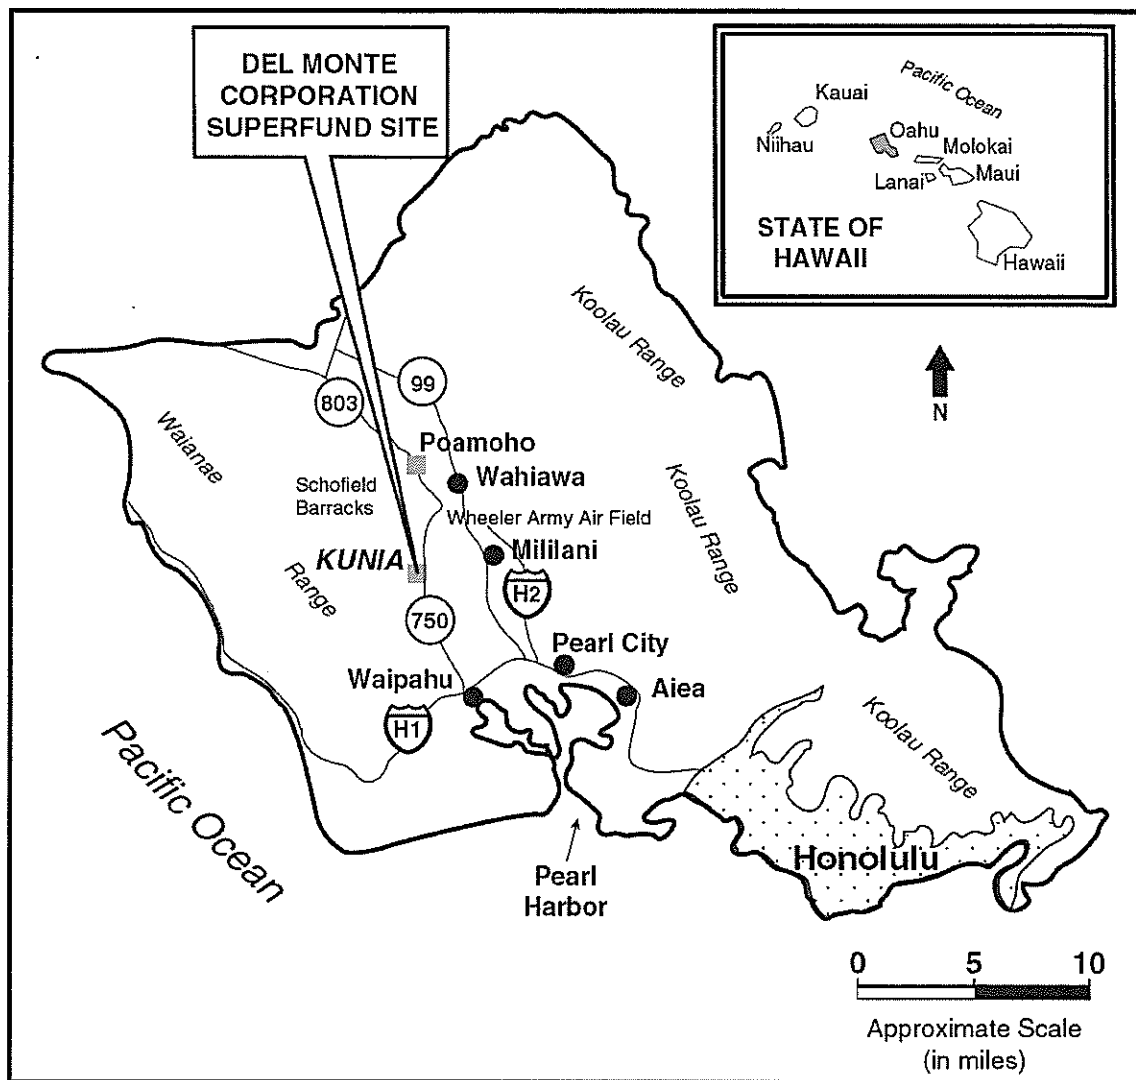 DEL MONTE
CORPORATION
SUPERFUND SITE
Pacific Ocean
Kauai
Niihau
Oahu
Molokai
Lanai
Maui
STATE OF
HAWAII
Hawaii
N
Koolau Range
99
803
Waianae
Range
Poamoho
Wahiawa
Schofield
Barracks
Wheeler Army Air Field
Koolau Range
Mililani
KUNIA
H2
750
Pearl City
Waipahu
Aiea
H1
Koolau Range
Pacific Ocean
Honolulu
Pearl
Harbor
0 5 10
Approximate Scale
(in miles)